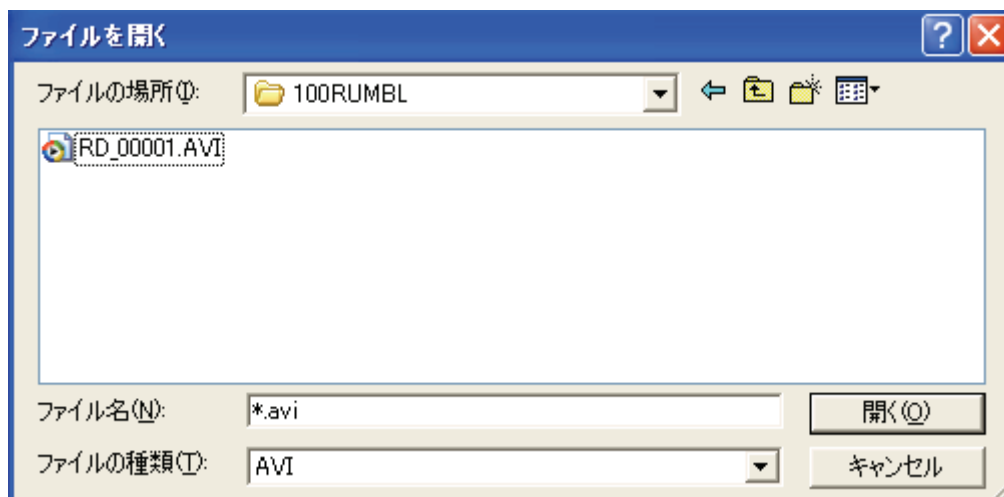 ファイルを開く
ファイルの場所(I): 100RUMBL
RD_00001.AVI
ファイル名(N): *.avi 開く(O)
ファイルの種類(T): AVI キャンセル